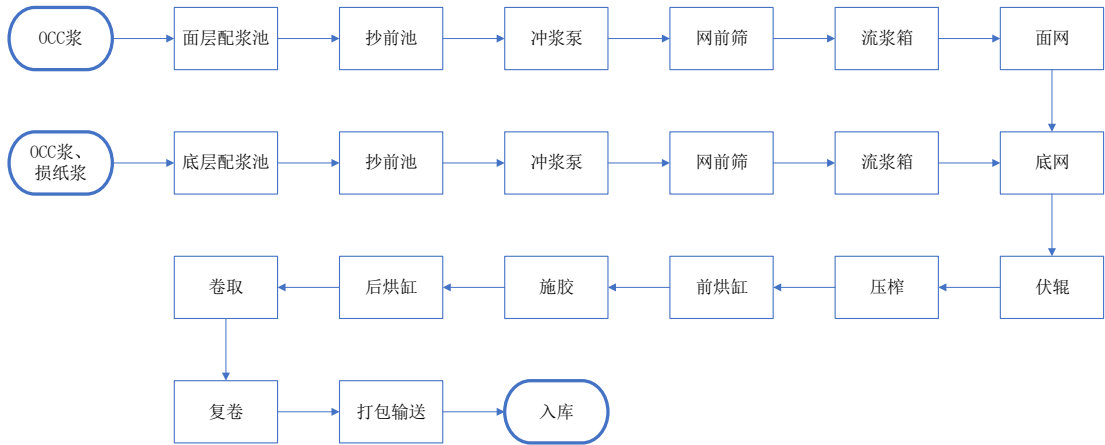 OCC浆
面层配浆池
抄前池
冲浆泵
网前筛
流浆箱
面网
OCC浆、
损纸浆
底层配浆池
抄前池
冲浆泵
网前筛
流浆箱
底网
卷取
后烘缸
施胶
前烘缸
压榨
伏辊
复卷
打包输送
入库